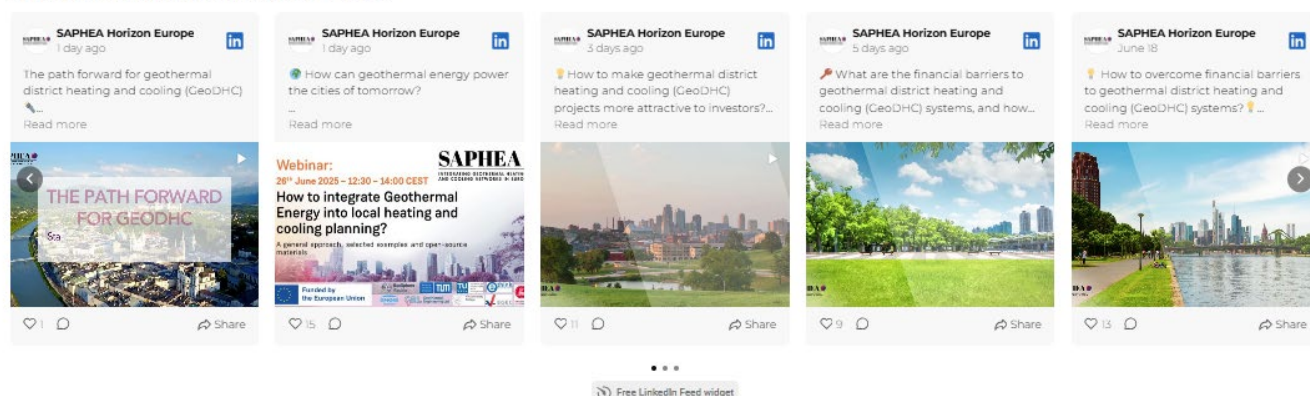 SAPHEA Horizon Europe
1 day ago
The path forward for geothermal
district heating and cooling (GeoDHC)
...
Read more
THE PATH FORWARD
FOR GEODHC
Sta
1
Share
SAPHEA Horizon Europe
1 day ago
How can geothermal energy power
the cities of tomorrow?
...
Read more
SAPHEA
Webinar:
26th June 2025 – 12:30 - 14:00 CEST
How to integrate Geothermal
Energy into local heating and
cooling planning?
A general approach, selected examples and open-source
materials
Funded by
the European Union
TUM
15
Share
SAPHEA Horizon Europe
3 days ago
How to make geothermal district
heating and cooling (GeoDHC)
projects more attractive to investors?...
Read more
11
Share
SAPHEA Horizon Europe
5 days ago
What are the financial barriers to
geothermal district heating and
cooling (GeoDHC) systems, and how...
Read more
9
Share
SAPHEA Horizon Europe
June 18
How to overcome financial barriers
to geothermal district heating and
cooling (GeoDHC) systems? ...
Read more
13
Share
Free LinkedIn Feed widget